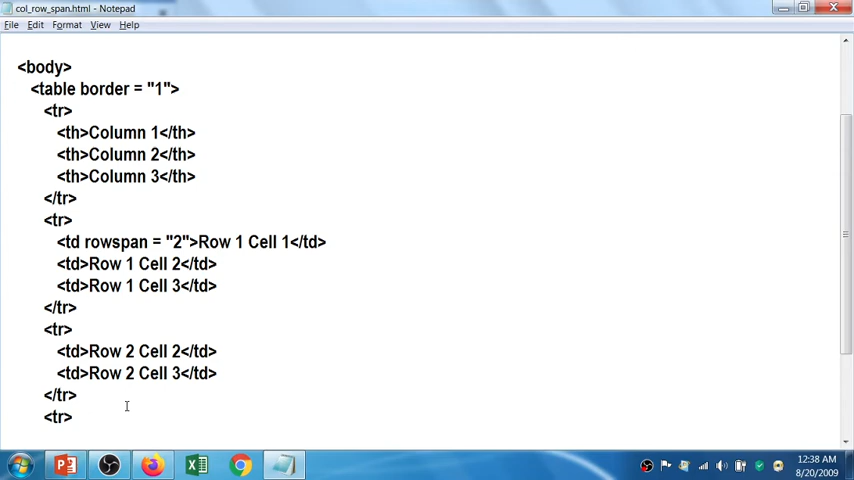 col_row_span.html - Notepad
File Edit Format View Help
<body>
<table border = "1">
<tr>
<th>Column 1</th>
<th>Column 2</th>
<th>Column 3</th>
</tr>
<tr>
<td rowspan = "2">Row 1 Cell 1</td>
<td>Row 1 Cell 2</td>
<td>Row 1 Cell 3</td>
</tr>
<tr>
<td>Row 2 Cell 2</td>
<td>Row 2 Cell 3</td>
</tr>
<tr>
12:38 AM
8/20/2009